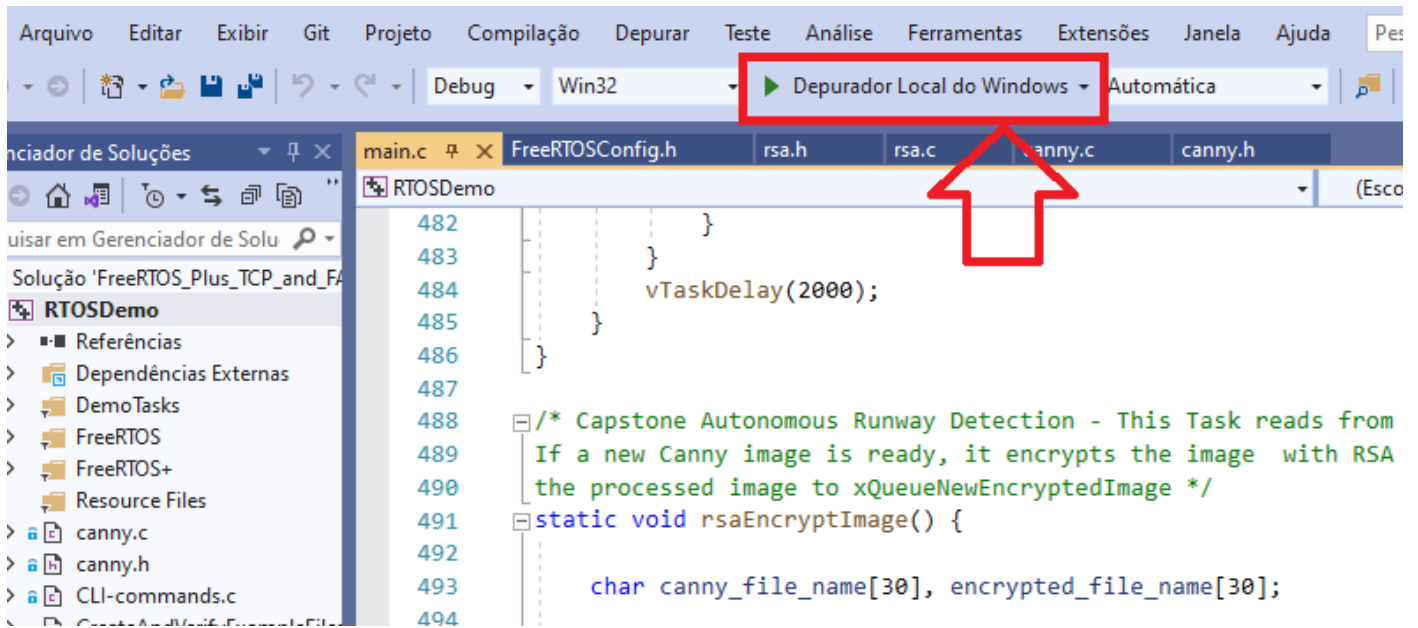 Arquivo Editar Exibir Git Projeto Compilação Depurar Teste Análise Ferramentas Extensões Janela Ajuda
Debug Win32 Depurador Local do Windows Automática
nciador de Soluções
main.c FreeRTOSConfig.h rsa.h rsa.c canny.c canny.h
RTOSDemo (Esco
uisar em Gerenciador de Solu
Solução 'FreeRTOS_Plus_TCP_and_FA
RTOSDemo
Referências
Dependências Externas
DemoTasks
FreeRTOS
FreeRTOS+
Resource Files
canny.c
canny.h
CLI-commands.c
CreateAndVerifyExampleFiles
482 }
483 }
484 vTaskDelay(2000);
485 }
486 }
487
488 /* Capstone Autonomous Runway Detection - This Task reads from
489 If a new Canny image is ready, it encrypts the image  with RSA
490 the processed image to xQueueNewEncryptedImage */
491 static void rsaEncryptImage() {
492
493 char canny_file_name[30], encrypted_file_name[30];
494